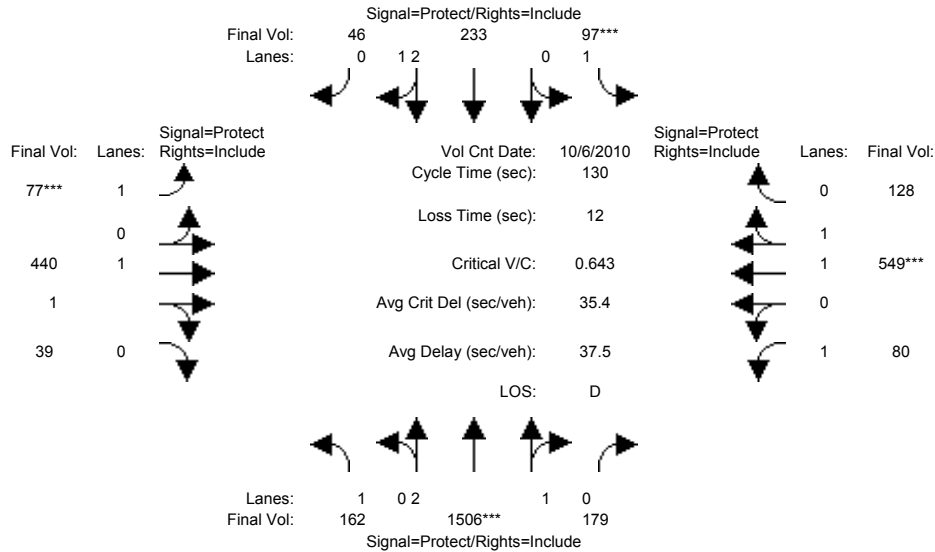 Signal=Protect/Rights=Include
Final Vol: 46 233 97***
Lanes: 0 1 2 0 1
Signal=Protect Signal=Protect
Final Vol: Lanes: Rights=Include Vol Cnt Date: 10/6/2010 Rights=Include Lanes: Final Vol:
Cycle Time (sec): 130
77*** 1 0 128
Loss Time (sec): 12
0 1
440 1 Critical V/C: 0.643 1 549***
1 Avg Crit Del (sec/veh): 35.4 0
39 0 Avg Delay (sec/veh): 37.5 1 80
LOS: D
Lanes: 1 0 2 1 0
Final Vol: 162 1506*** 179
Signal=Protect/Rights=Include